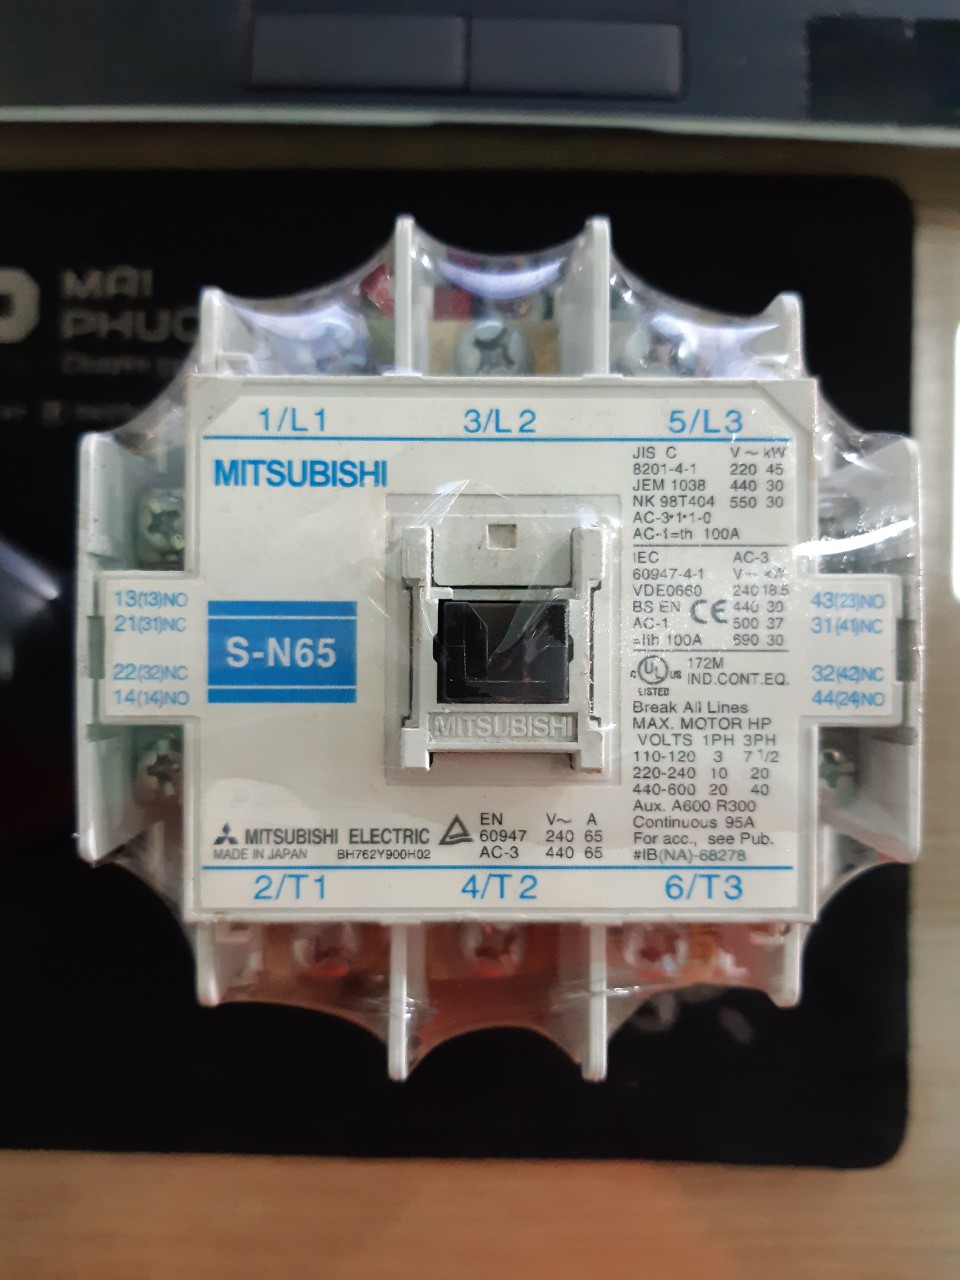 MAI
PHUC
1/L1 3/L2 5/L3
MITSUBISHI
JIS C V~ kW
8201-4-1 220 45
JEM 1038 440 30
NK 98T404 550 30
AC-3•1•1-0
AC-1=th 100A
IEC AC-3
60947-4-1 V~ kW
VDE0660 240 18.5
BS EN CE 440 30
AC-1 500 37
=Iith 100A 690 30
C UL US 172M
LISTED IND.CONT.EQ.
Break All Lines
MAX. MOTOR HP
VOLTS 1PH 3PH
110-120 3 7 1/2
220-240 10 20
440-600 20 40
Aux. A600 R300
Continuous 95A
For acc., see Pub.
#IB(NA)-68278
13(13)NO
21(31)NC
22(32)NC
14(14)NO
S-N65
MITSUBISHI
43(23)NO
31(41)NC
32(42)NC
44(24)NO
MITSUBISHI ELECTRIC
MADE IN JAPAN BH762Y900H02
EN V~ A
60947 240 65
AC-3 440 65
2/T1 4/T2 6/T3